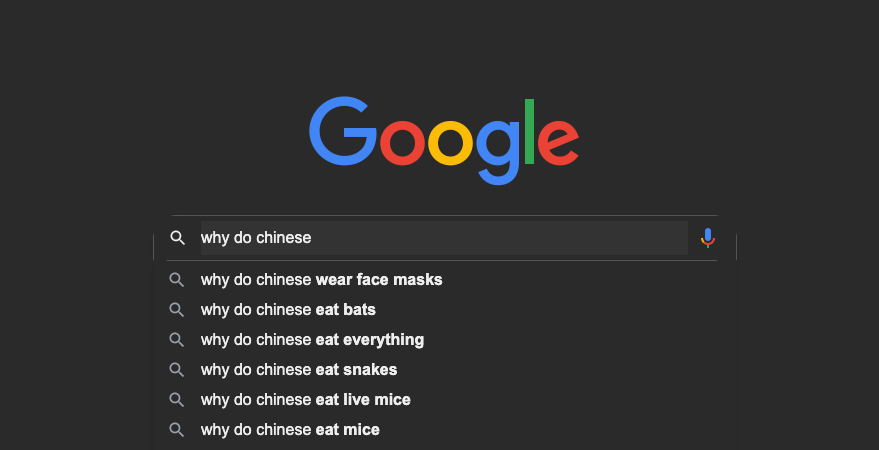 Google
why do chinese
why do chinese wear face masks
why do chinese eat bats
why do chinese eat everything
why do chinese eat snakes
why do chinese eat live mice
why do chinese eat mice